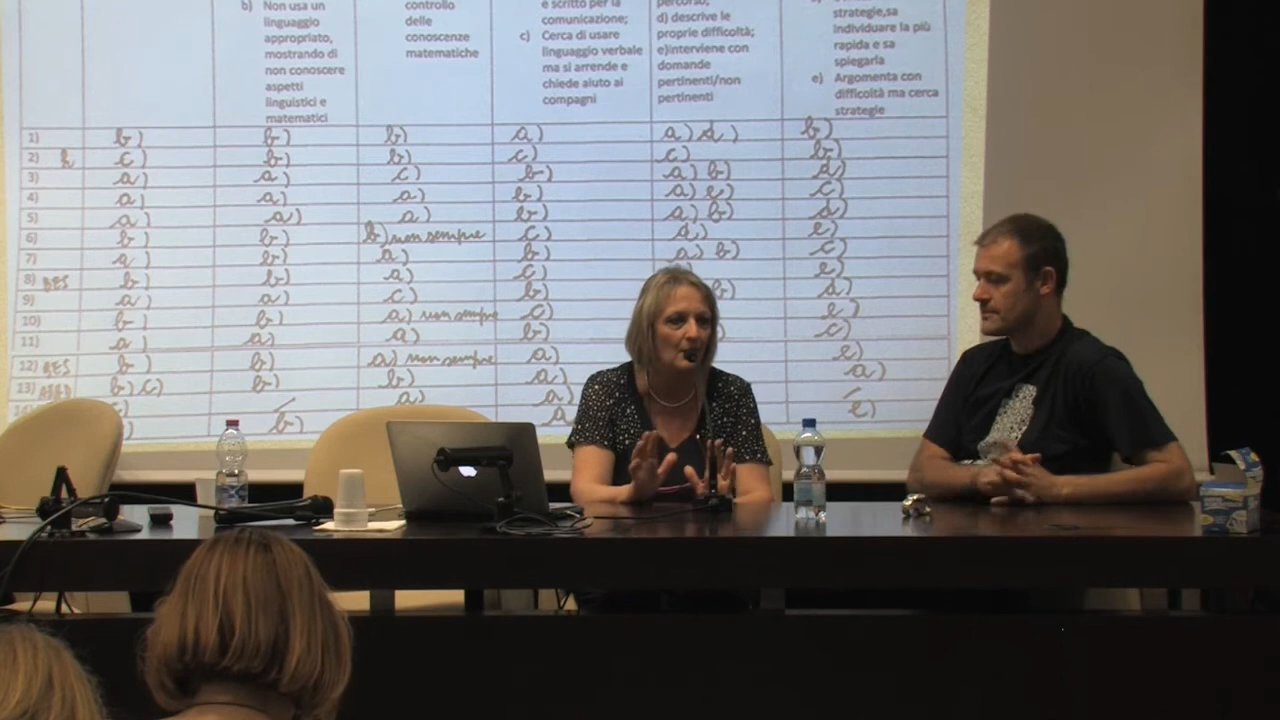 b) Non usa un
linguaggio
appropriato,
mostrando di
non conoscere
aspetti
linguistici e
matematici
controllo
delle
conoscenze
matematiche
e scritto per la
comunicazione;
c) Cerca di usare
linguaggio verbale
ma si arrende e
chiede aiuto ai
compagni
percorso;
d) descrive le
proprie difficoltà;
e)interviene con
domande
pertinenti/non
pertinenti
strategie,sa
individuare la più
rapida e sa
spiegarla
e) Argomenta con
difficoltà ma cerca
strategie
1) b) b) b) a) a) d) b)
2) h c) b) b) c) c) b)
3) a) a) c) b) a) b) d)
4) a) a) a) b) a) e) c)
5) a) a) a) b) a) b) d)
6) b) b) b) non sempre c) d) e)
7) a) b) a) b) a) b) c)
8) BES b) b) a) c) e)
9) a) a) c) b) b) d)
10) b) b) a) non sempre c) e)
11) a) a) a) b) c)
12) BES b) b) a) non sempre a) e)
13) b) c) b) b) a) a)
b) a) a) e)